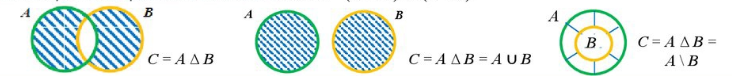 A B
C = A Δ B
A B
C = A Δ B = A ∪ B
A
B
C = A Δ B =
A \ B